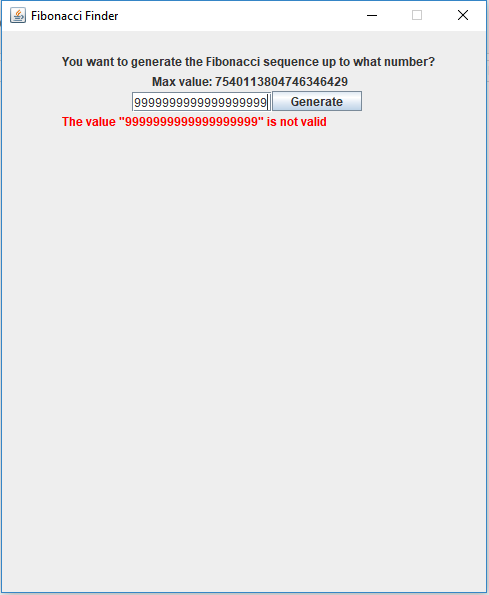 Fibonacci Finder
You want to generate the Fibonacci sequence up to what number?
Max value: 7540113804746346429
9999999999999999999 Generate
The value "9999999999999999999" is not valid